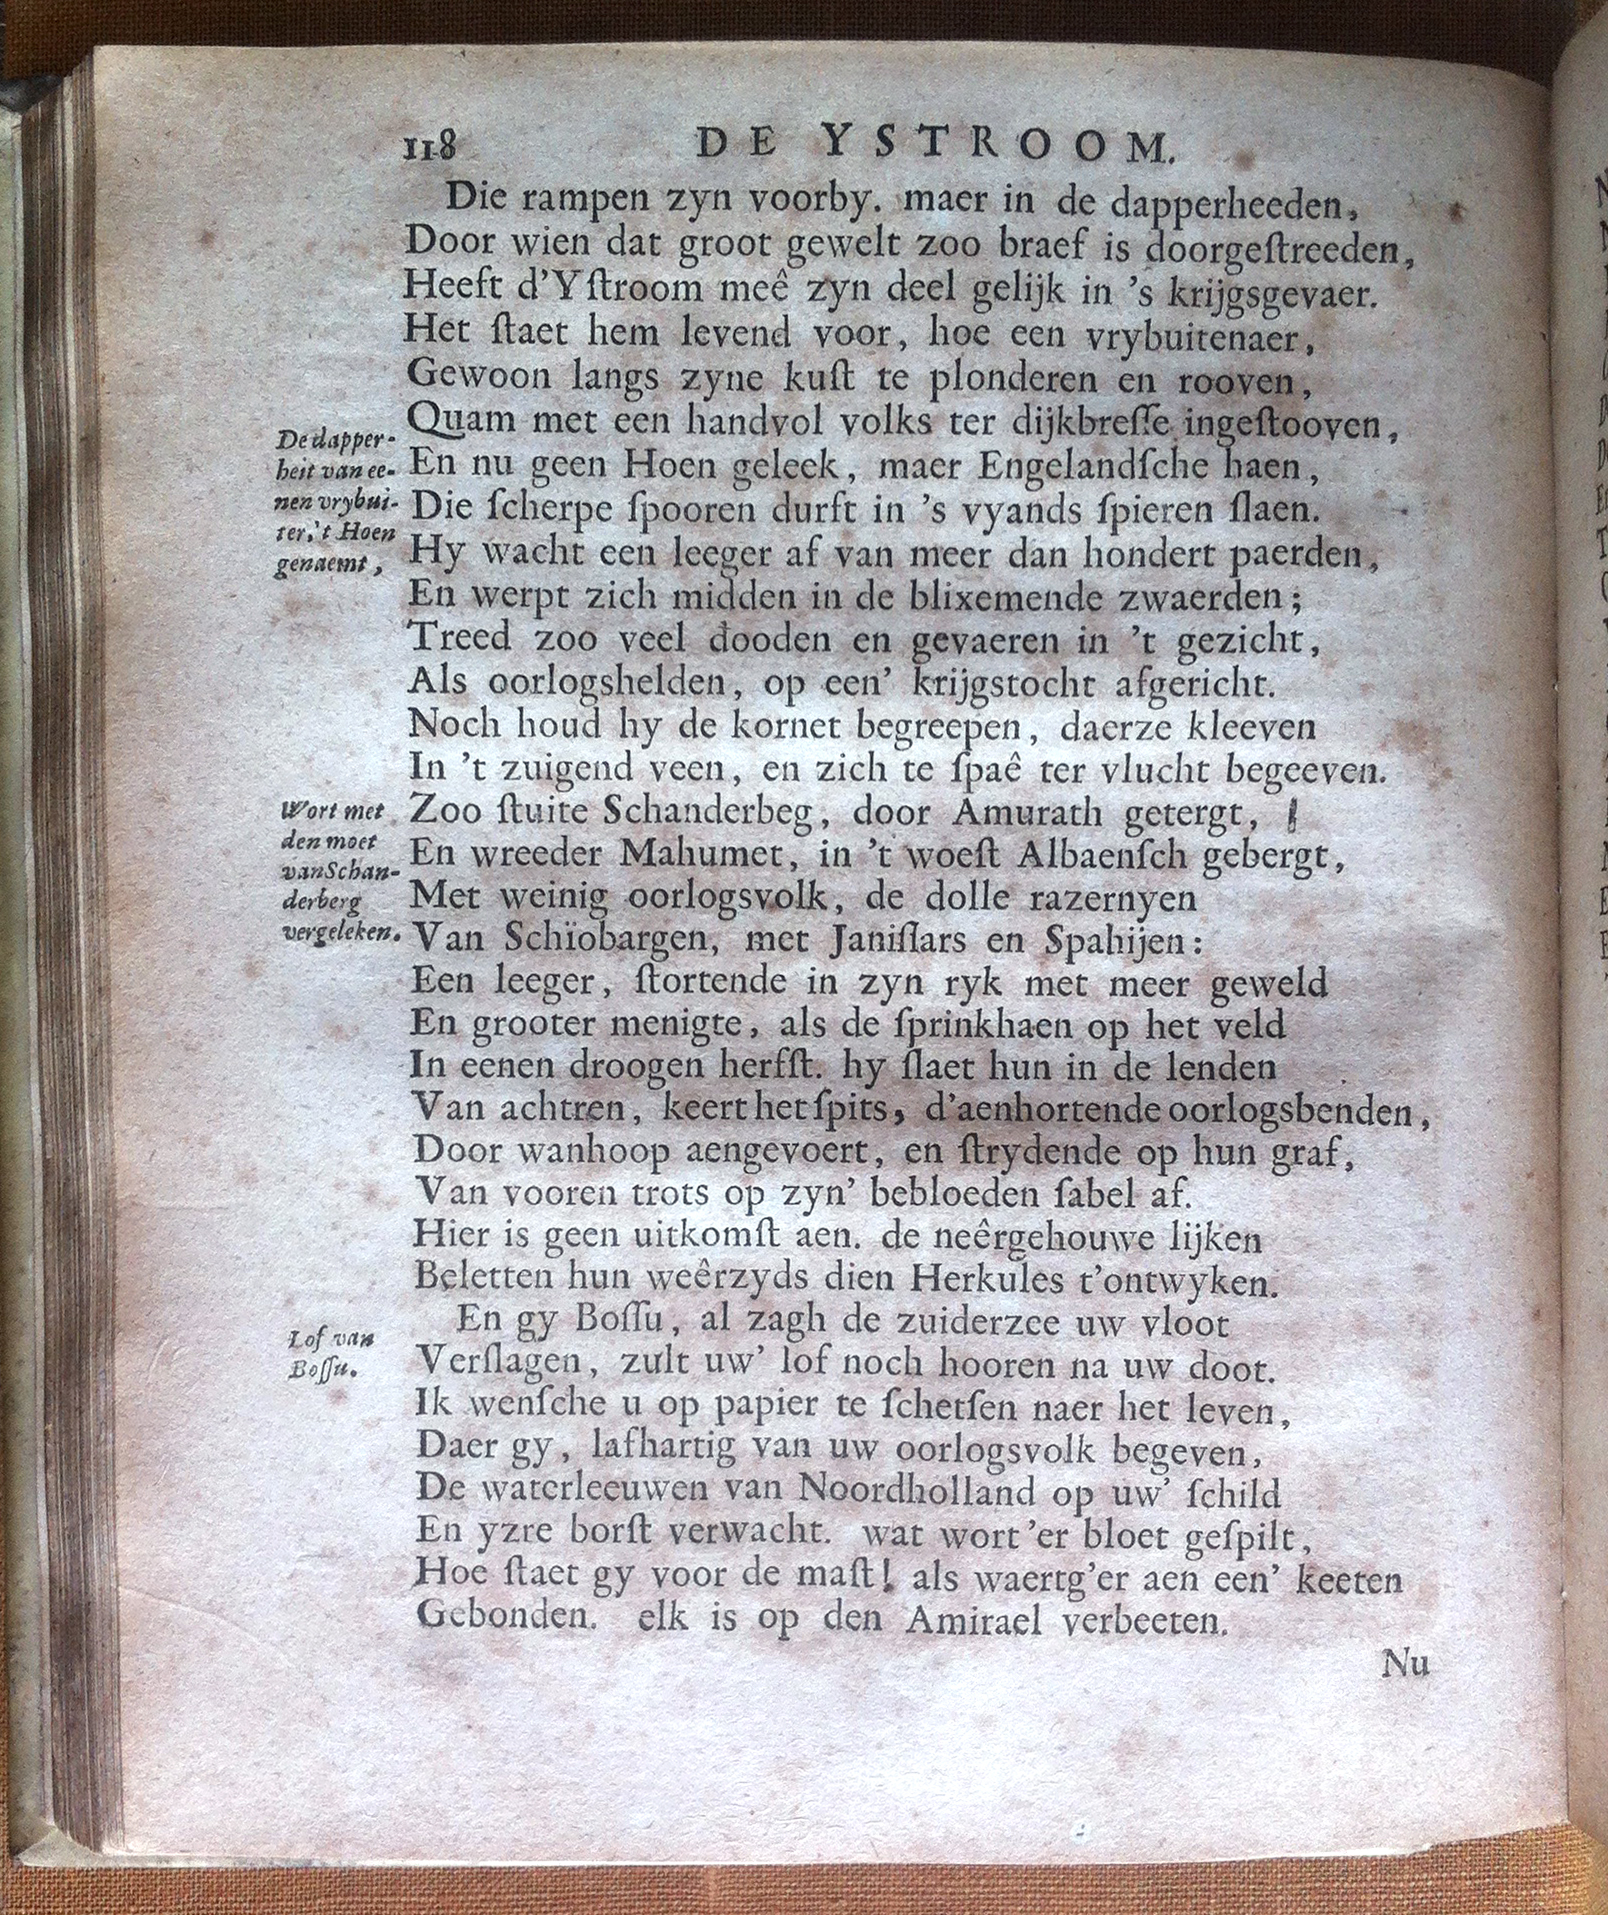 118 DE YSTROOM.
Die rampen zyn voorby. maer in de dapperheeden,
Door wien dat groot gewelt zoo braef is doorgeſtreeden,
Heeft d'Yſtroom meê zyn deel gelijk in 's krijgsgevaer.
Het ſtaet hem levend voor, hoe een vrybuitenaer,
Gewoon langs zyne kuſt te plonderen en rooven,
Quam met een handvol volks ter dijkbreſſe ingeſtooven,
En nu geen Hoen geleek, maer Engelandſche haen,
Die ſcherpe ſpooren durft in 's vyands ſpieren ſlaen.
Hy wacht een leeger af van meer dan hondert paerden,
En werpt zich midden in de blixemende zwaerden;
Treed zoo veel dooden en gevaeren in 't gezicht,
Als oorlogshelden, op een' krijgstocht afgericht.
Noch houd hy de kornet begreepen, daerze kleeven
In 't zuigend veen, en zich te ſpaê ter vlucht begeeven.
Zoo ſtuite Schanderbeg, door Amurath getergt,
En wreeder Mahumet, in 't woeſt Albaenſch gebergt,
Met weinig oorlogsvolk, de dolle razernyen
Van Schïobargen, met Janiſſars en Spahijen:
Een leeger, ſtortende in zyn ryk met meer geweld
En grooter menigte, als de ſprinkhaen op het veld
In eenen droogen herfſt. hy ſlaet hun in de lenden
Van achtren, keert het ſpits, d'aenhortende oorlogsbenden,
Door wanhoop aengevoert, en ſtrydende op hun graf,
Van vooren trots op zyn' bebloeden ſabel af.
Hier is geen uitkomſt aen. de neêrgehouwe lijken
Beletten hun weêrzyds dien Herkules t'ontwyken.
En gy Boſſu, al zagh de zuiderzee uw vloot
Verſlagen, zult uw' lof noch hooren na uw doot.
Ik wenſche u op papier te ſchetſen naer het leven,
Daer gy, lafhartig van uw oorlogsvolk begeven,
De waterleeuwen van Noordholland op uw' ſchild
En yzre borſt verwacht. wat wort 'er bloet geſpilt,
Hoe ſtaet gy voor de maſt! als waertg'er aen een' keeten
Gebonden. elk is op den Amirael verbeeten.
Nu
De dapper-
heit van ee-
nen vrybui-
ter, 't Hoen
genaemt,
Wort met
den moet
van Schan-
derberg
vergeleken.
Lof van
Boſſu.